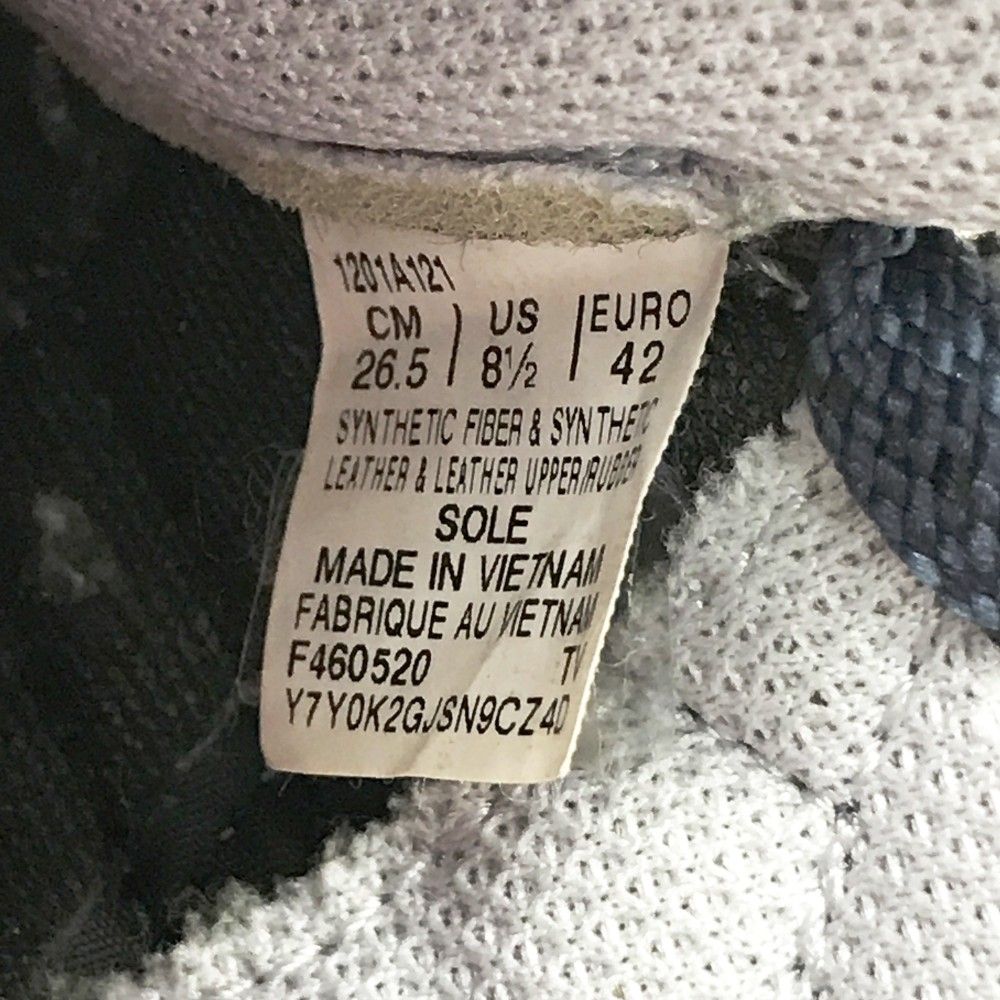 1201A121
CM | US | EURO
26.5 | 8½ | 42
SYNTHETIC FIBER & SYNTHETIC
LEATHER & LEATHER UPPER/RUBBER
SOLE
MADE IN VIETNAM
FABRIQUE AU VIETNAM
F460520 TV
Y7Y0K2GJSN9CZ4D